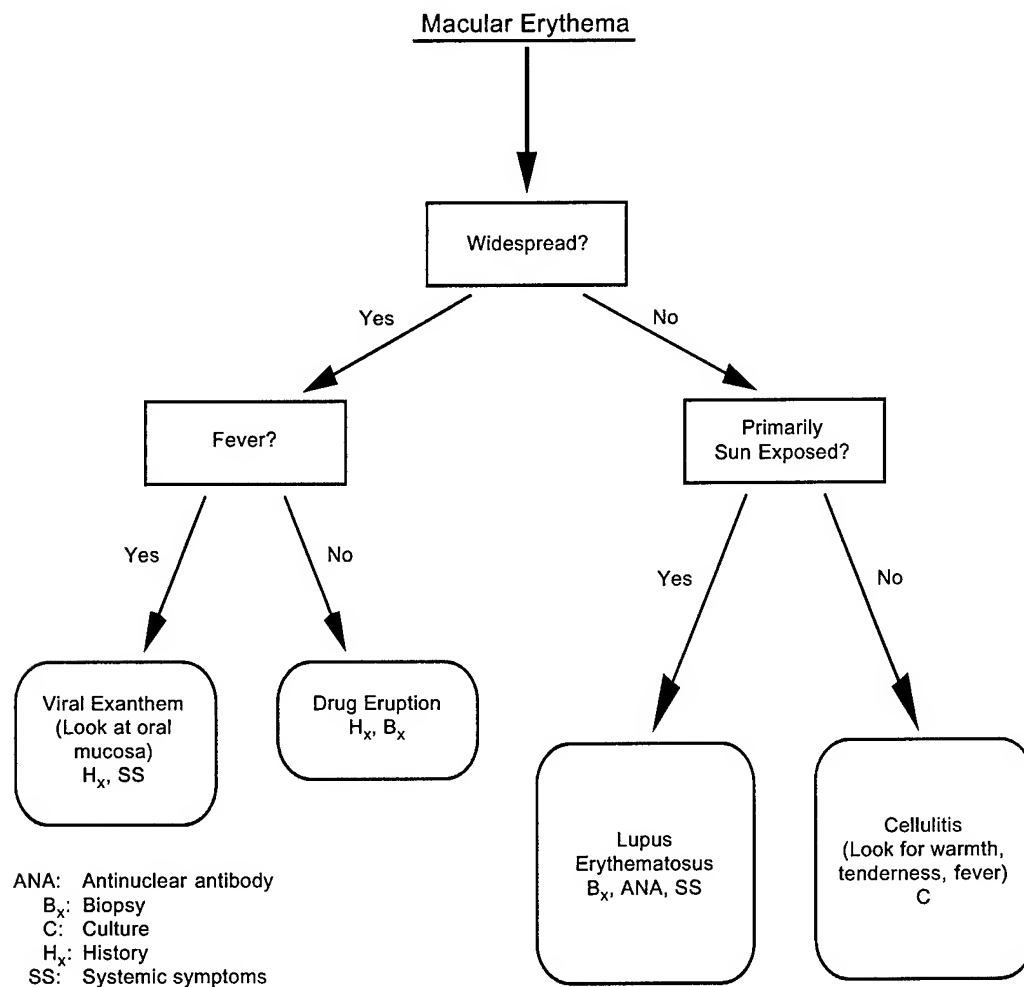 Macular Erythema
Widespread?
Yes
No
Fever?
Primarily
Sun Exposed?
Yes
No
Yes
No
Viral Exanthem
(Look at oral
mucosa)
Hx, SS
Drug Eruption
Hx, Bx
Lupus
Erythematosus
Bx, ANA, SS
Cellulitis
(Look for warmth,
tenderness, fever)
C
ANA: Antinuclear antibody
Bx: Biopsy
C: Culture
Hx: History
SS: Systemic symptoms